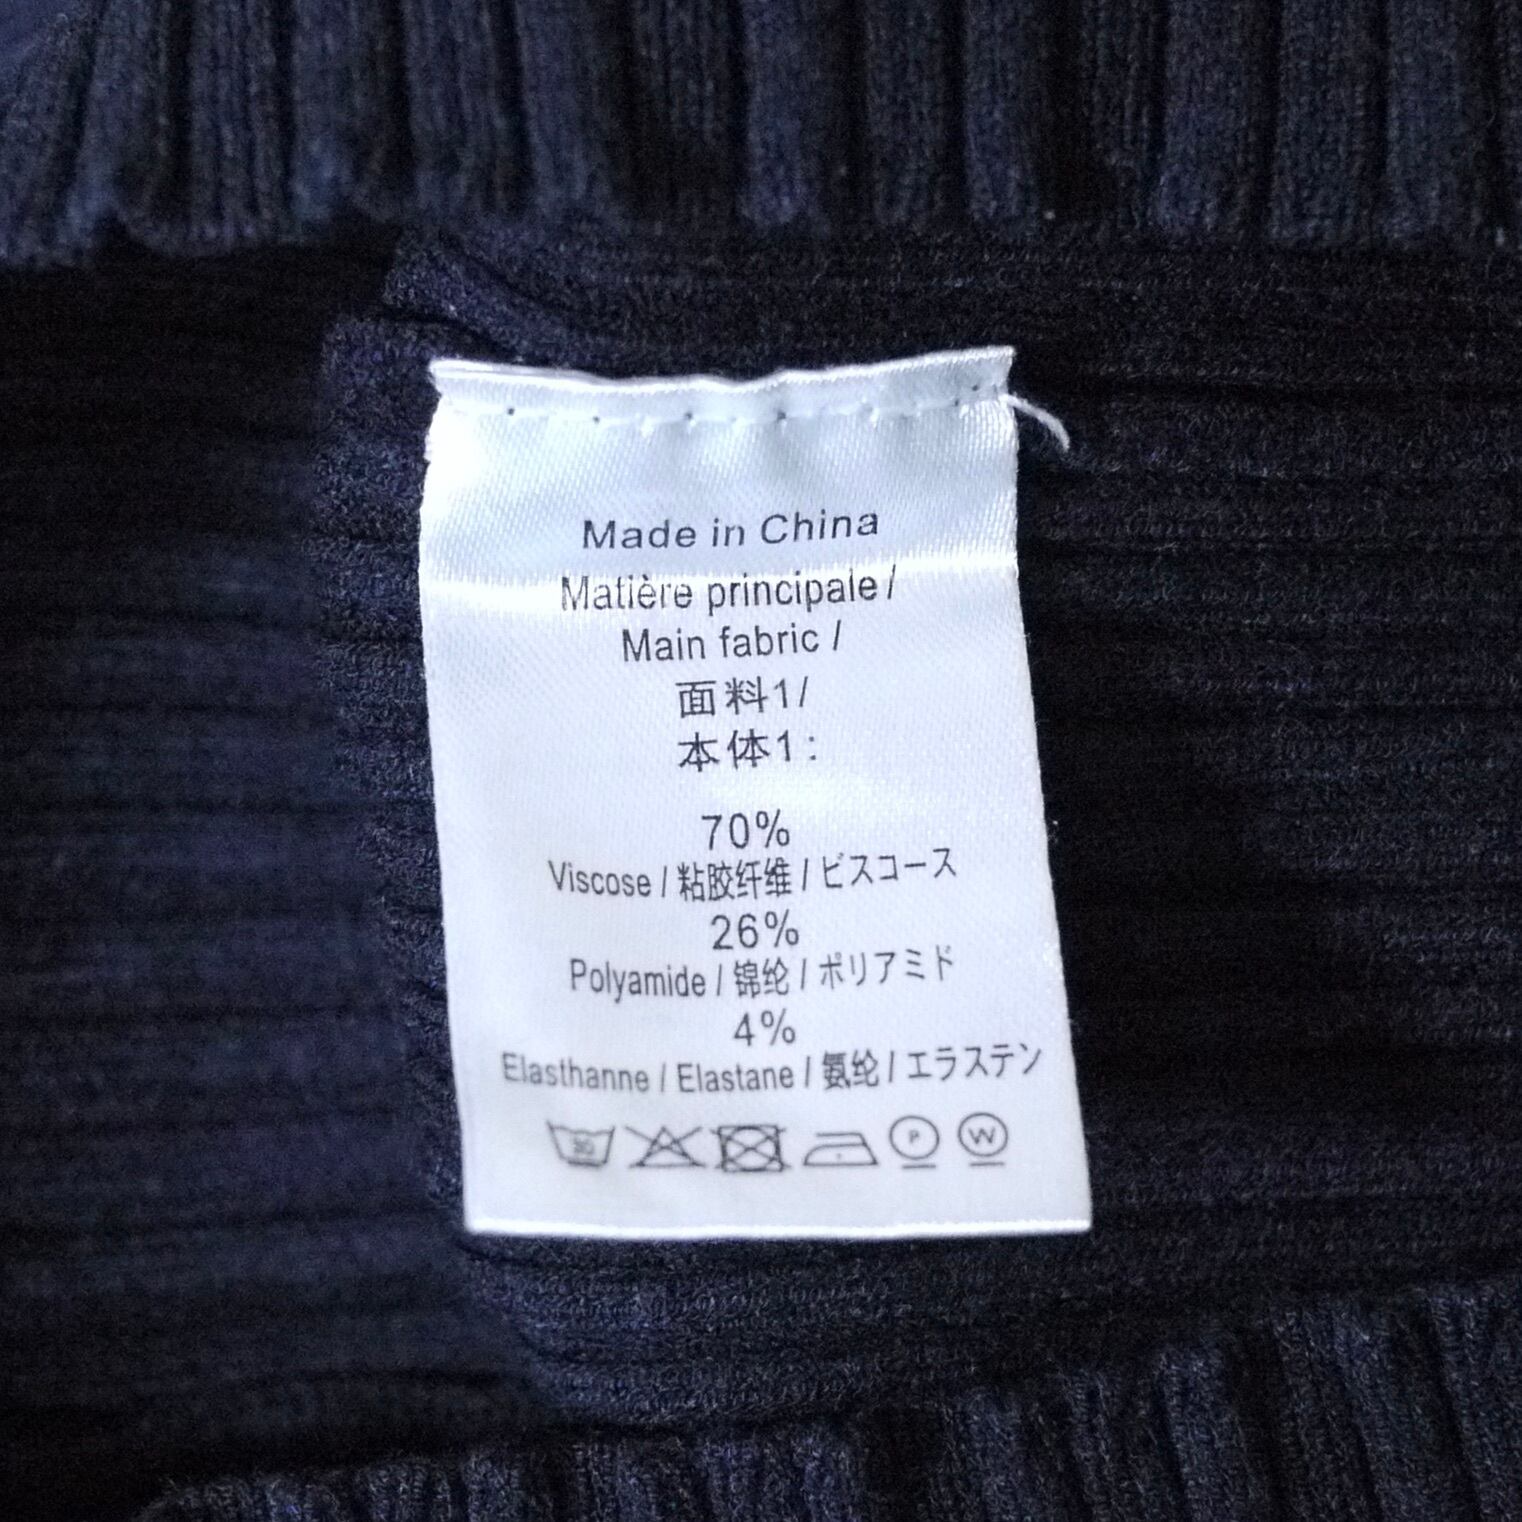 Made in China
Matière principale /
Main fabric /
面料1/
本体1:
70%
Viscose / 粘胶纤维 / ビスコース
26%
Polyamide / 锦纶 / ポリアミド
4%
Elasthanne / Elastane / 氨纶 / エラステン
30 P W